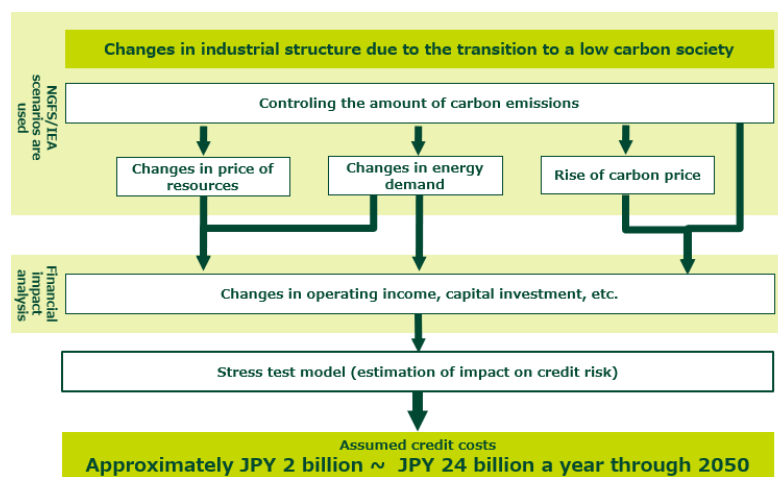 Changes in industrial structure due to the transition to a low carbon society
NGFS/IEA
scenarios are
used
Controling the amount of carbon emissions
Changes in price of
resources
Changes in energy
demand
Rise of carbon price
Financial
impact
analysis
Changes in operating income, capital investment, etc.
Stress test model (estimation of impact on credit risk)
Assumed credit costs
Approximately JPY 2 billion ~ JPY 24 billion a year through 2050